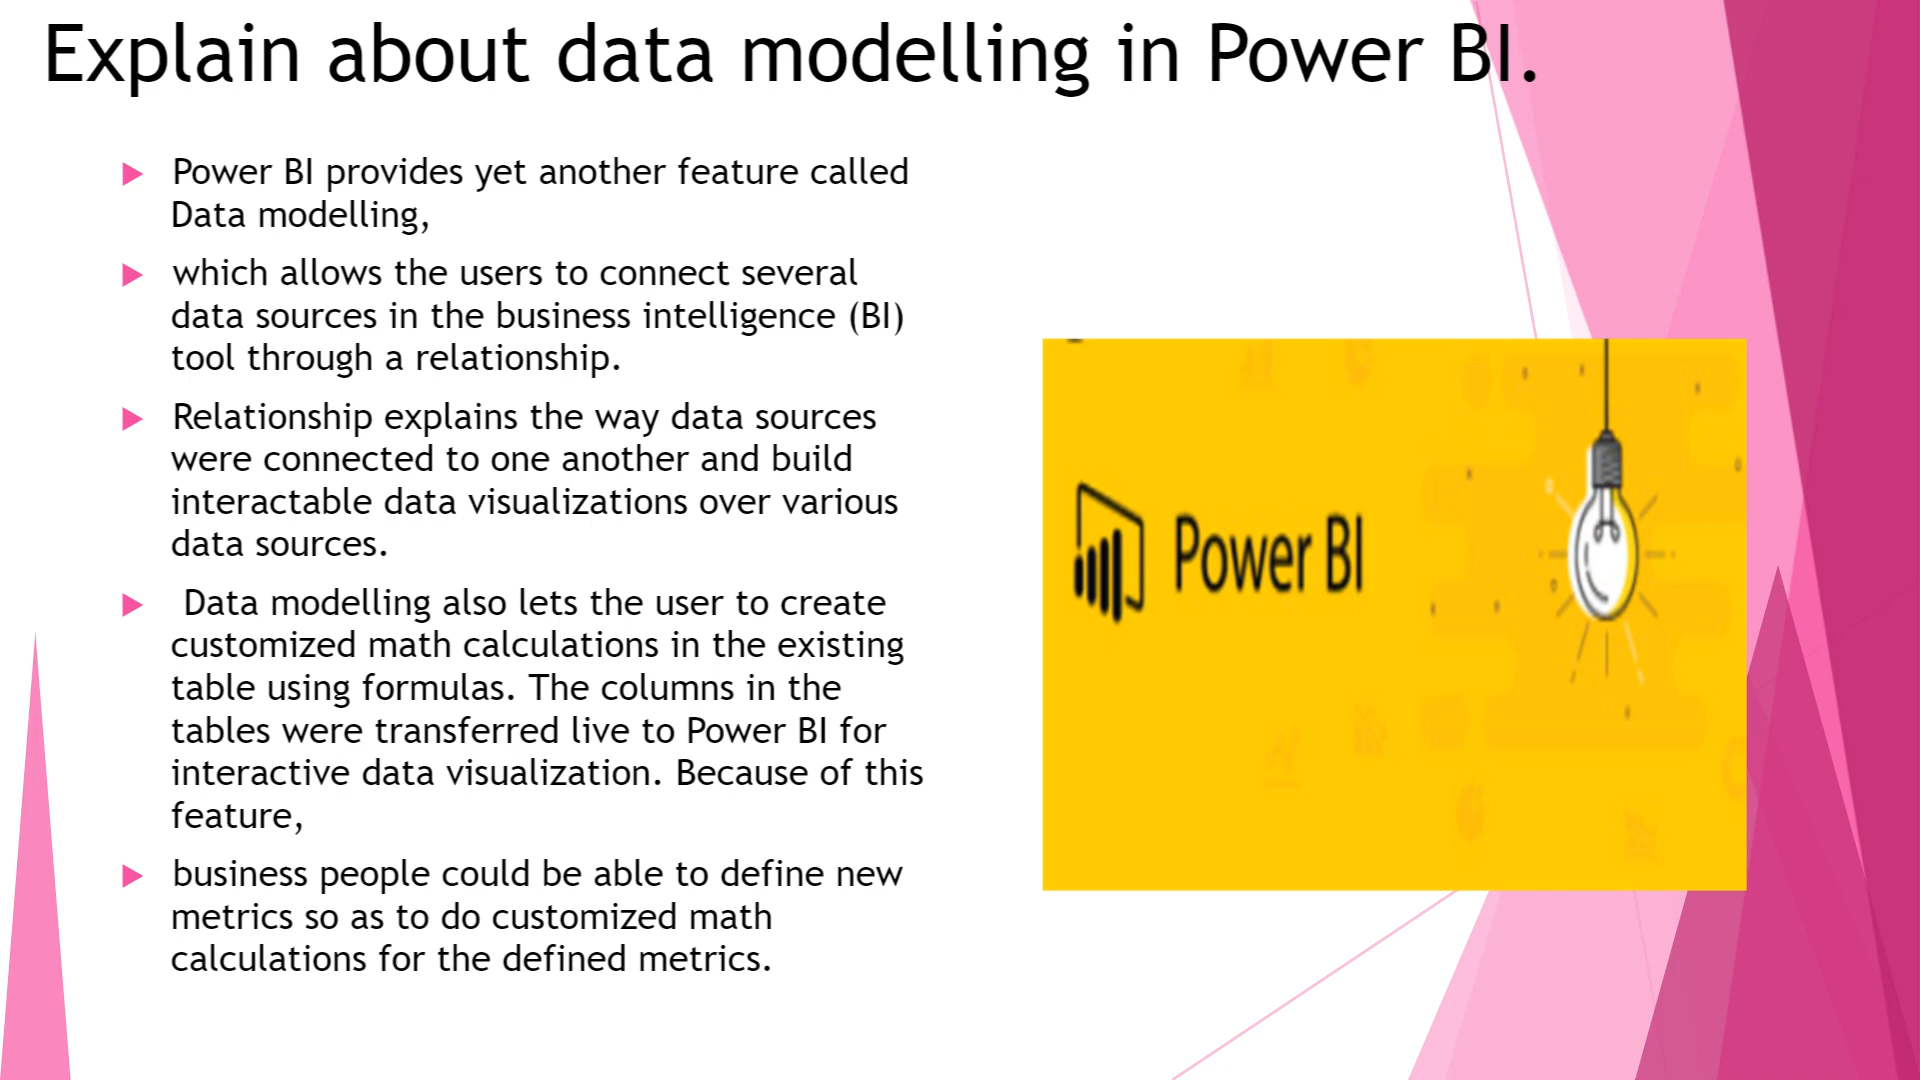 Explain about data modelling in Power BI.
Power BI provides yet another feature called
Data modelling,
which allows the users to connect several
data sources in the business intelligence (BI)
tool through a relationship.
Relationship explains the way data sources
were connected to one another and build
interactable data visualizations over various
data sources.
Data modelling also lets the user to create
customized math calculations in the existing
table using formulas. The columns in the
tables were transferred live to Power BI for
interactive data visualization. Because of this
feature,
business people could be able to define new
metrics so as to do customized math
calculations for the defined metrics.
Power BI